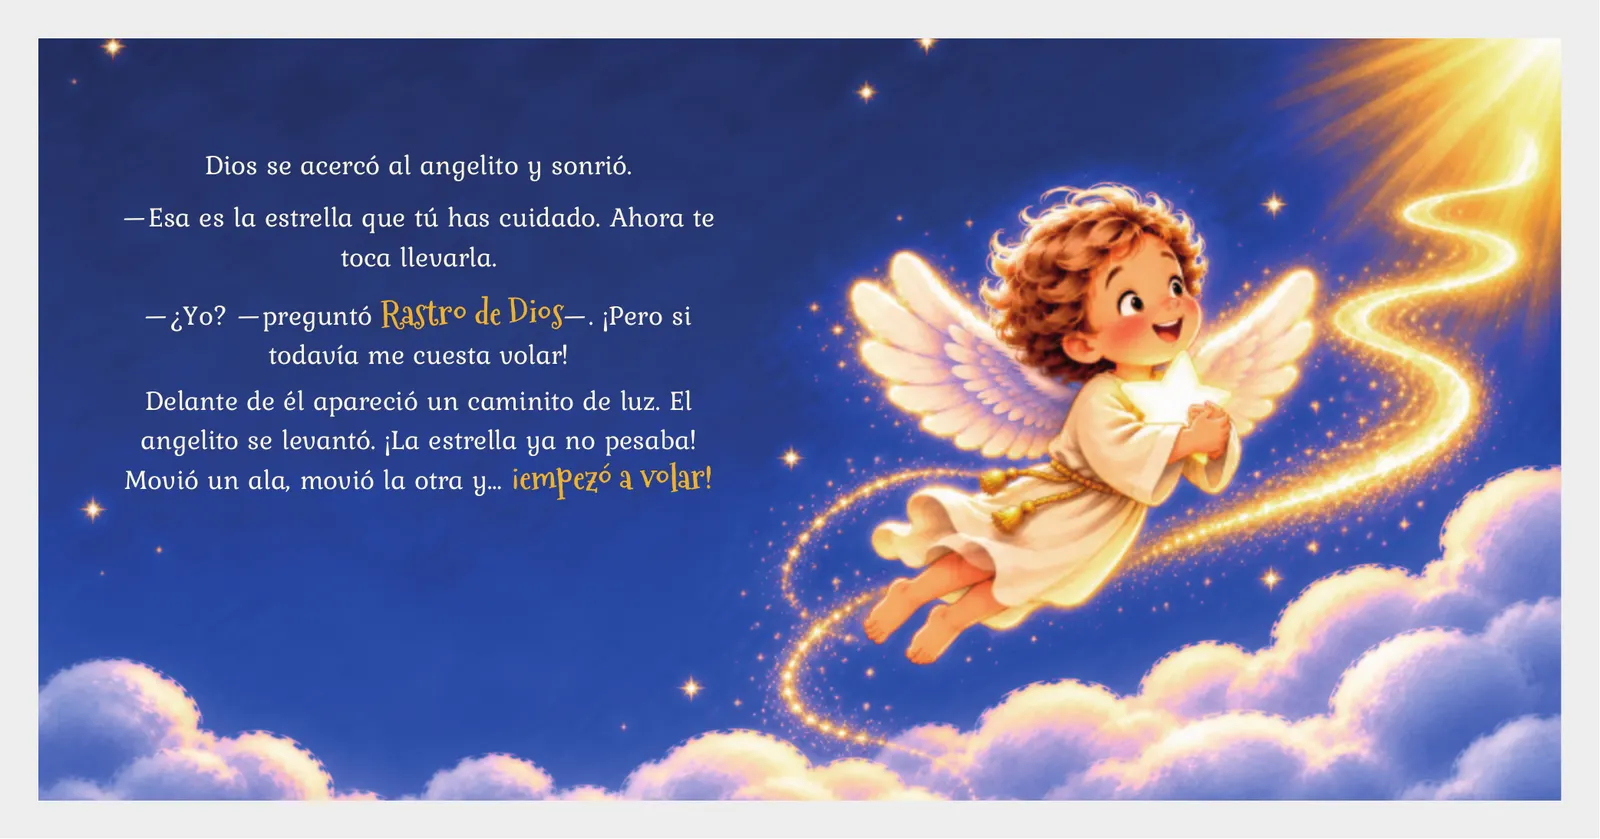 Dios se acercó al angelito y sonrió.
—Esa es la estrella que tú has cuidado. Ahora te
toca llevarla.
—¿Yo? —preguntó Rastro de Dios—. ¡Pero si
todavía me cuesta volar!
Delante de él apareció un caminito de luz. El
angelito se levantó. ¡La estrella ya no pesaba!
Movió un ala, movió la otra y... ¡empezó a volar!